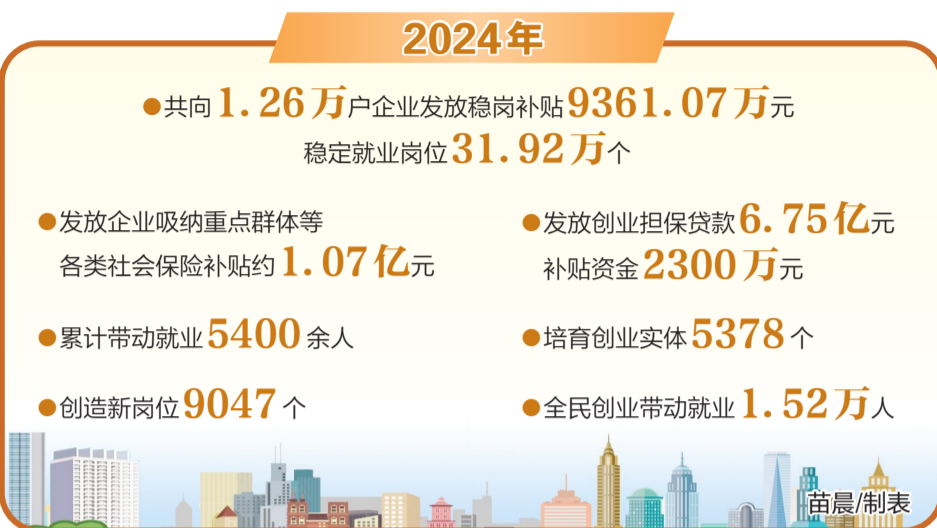 2024年
●共向1.26万户企业发放稳岗补贴9361.07万元
稳定就业岗位31.92万个
●发放企业吸纳重点群体等
各类社会保险补贴约1.07亿元
●发放创业担保贷款6.75亿元
补贴资金2300万元
●累计带动就业5400余人
●培育创业实体5378个
●创造新岗位9047个
●全民创业带动就业1.52万人
苗晨/制表